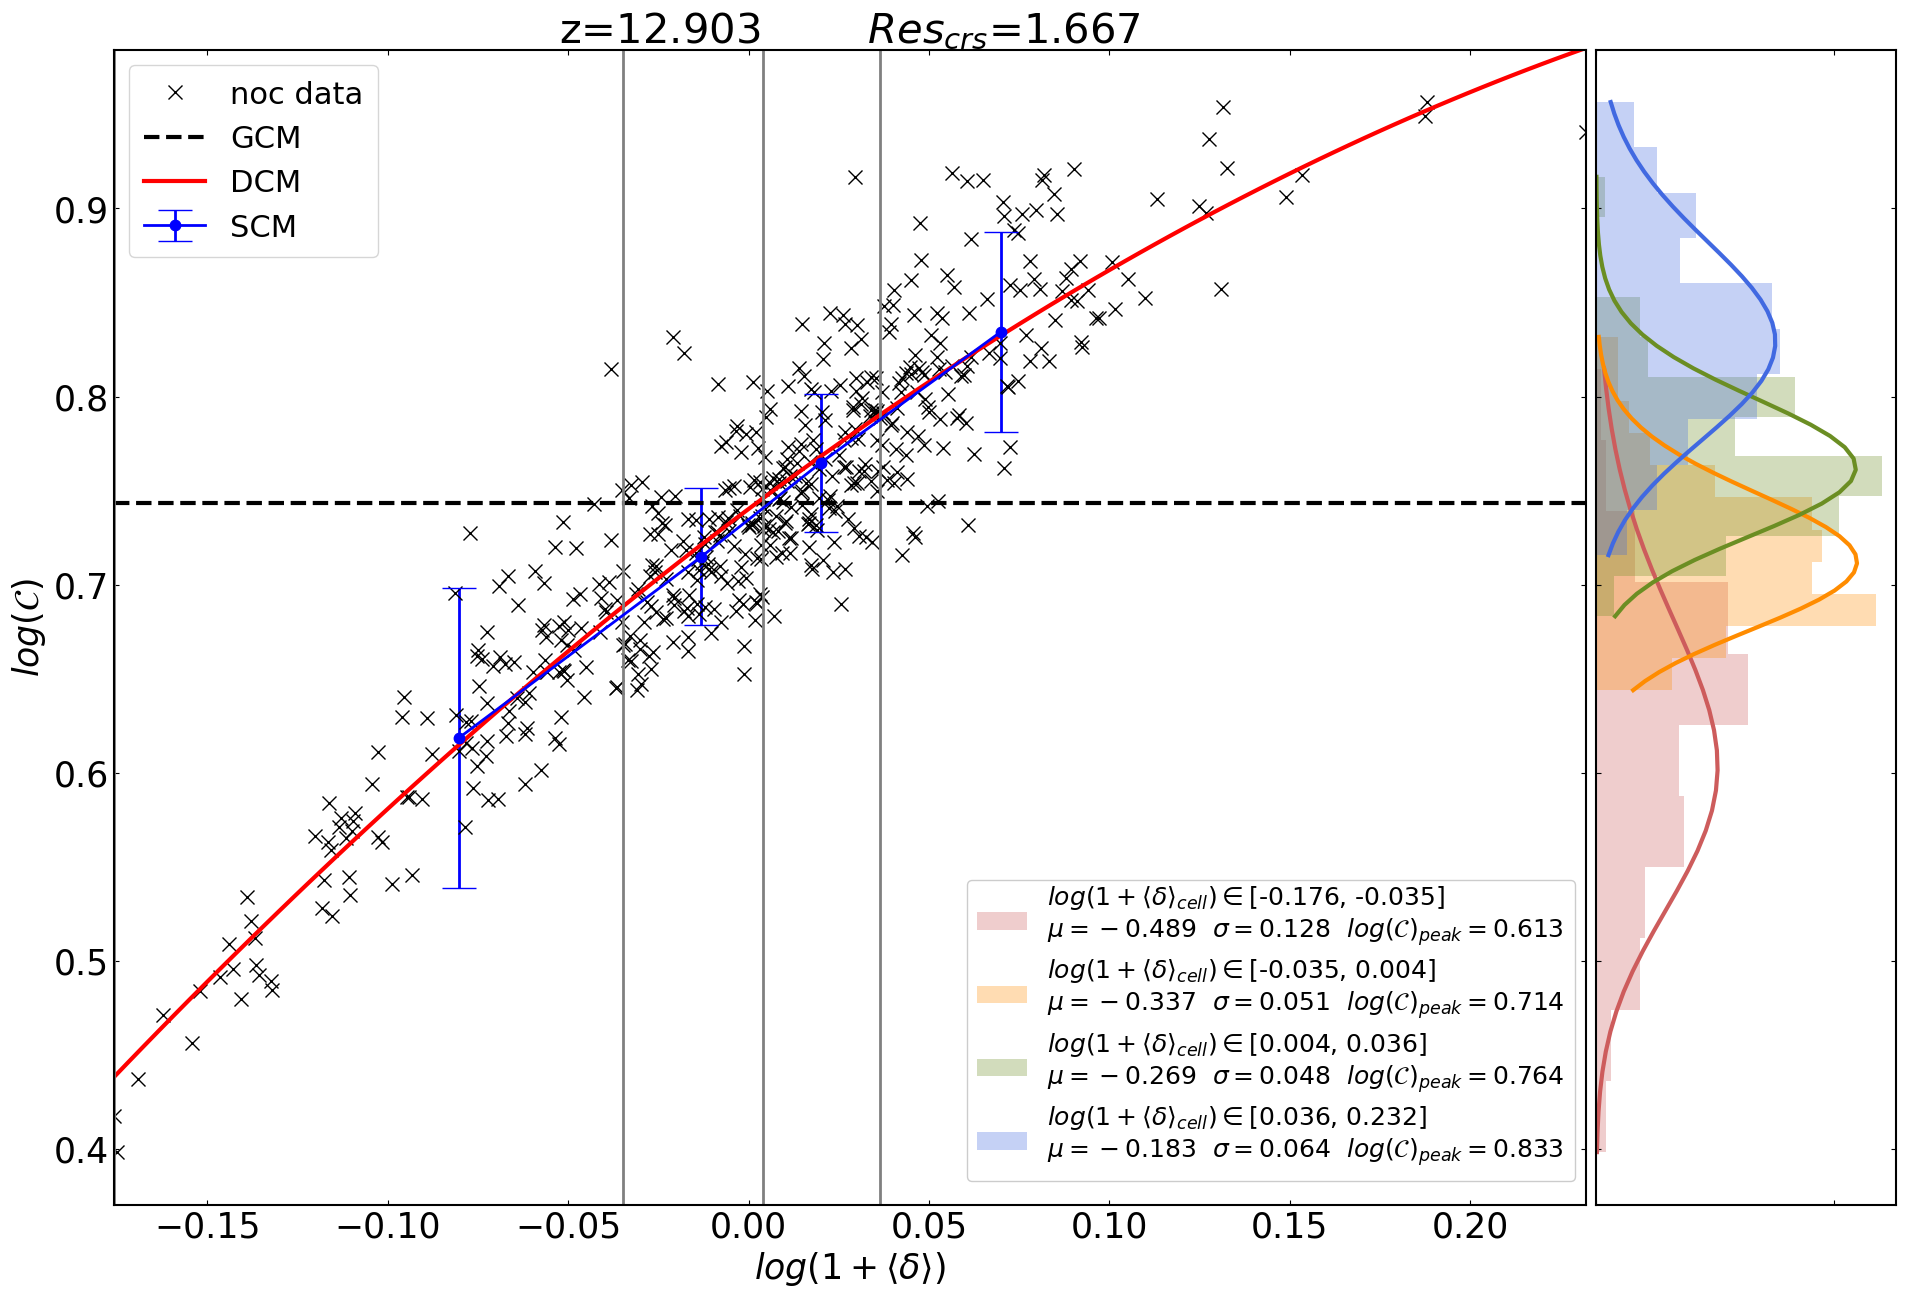 z=12.903 Res_crs=1.667
noc data
GCM
DCM
SCM
log(𝒞)
0.9
0.8
0.7
0.6
0.5
0.4
log(1 + ⟨δ⟩_cell) ∈ [-0.176, -0.035]
μ = −0.489 σ = 0.128 log(𝒞)_peak = 0.613
log(1 + ⟨δ⟩_cell) ∈ [-0.035, 0.004]
μ = −0.337 σ = 0.051 log(𝒞)_peak = 0.714
log(1 + ⟨δ⟩_cell) ∈ [0.004, 0.036]
μ = −0.269 σ = 0.048 log(𝒞)_peak = 0.764
log(1 + ⟨δ⟩_cell) ∈ [0.036, 0.232]
μ = −0.183 σ = 0.064 log(𝒞)_peak = 0.833
−0.15 −0.10 −0.05 0.00 0.05 0.10 0.15 0.20
log(1 + ⟨δ⟩)